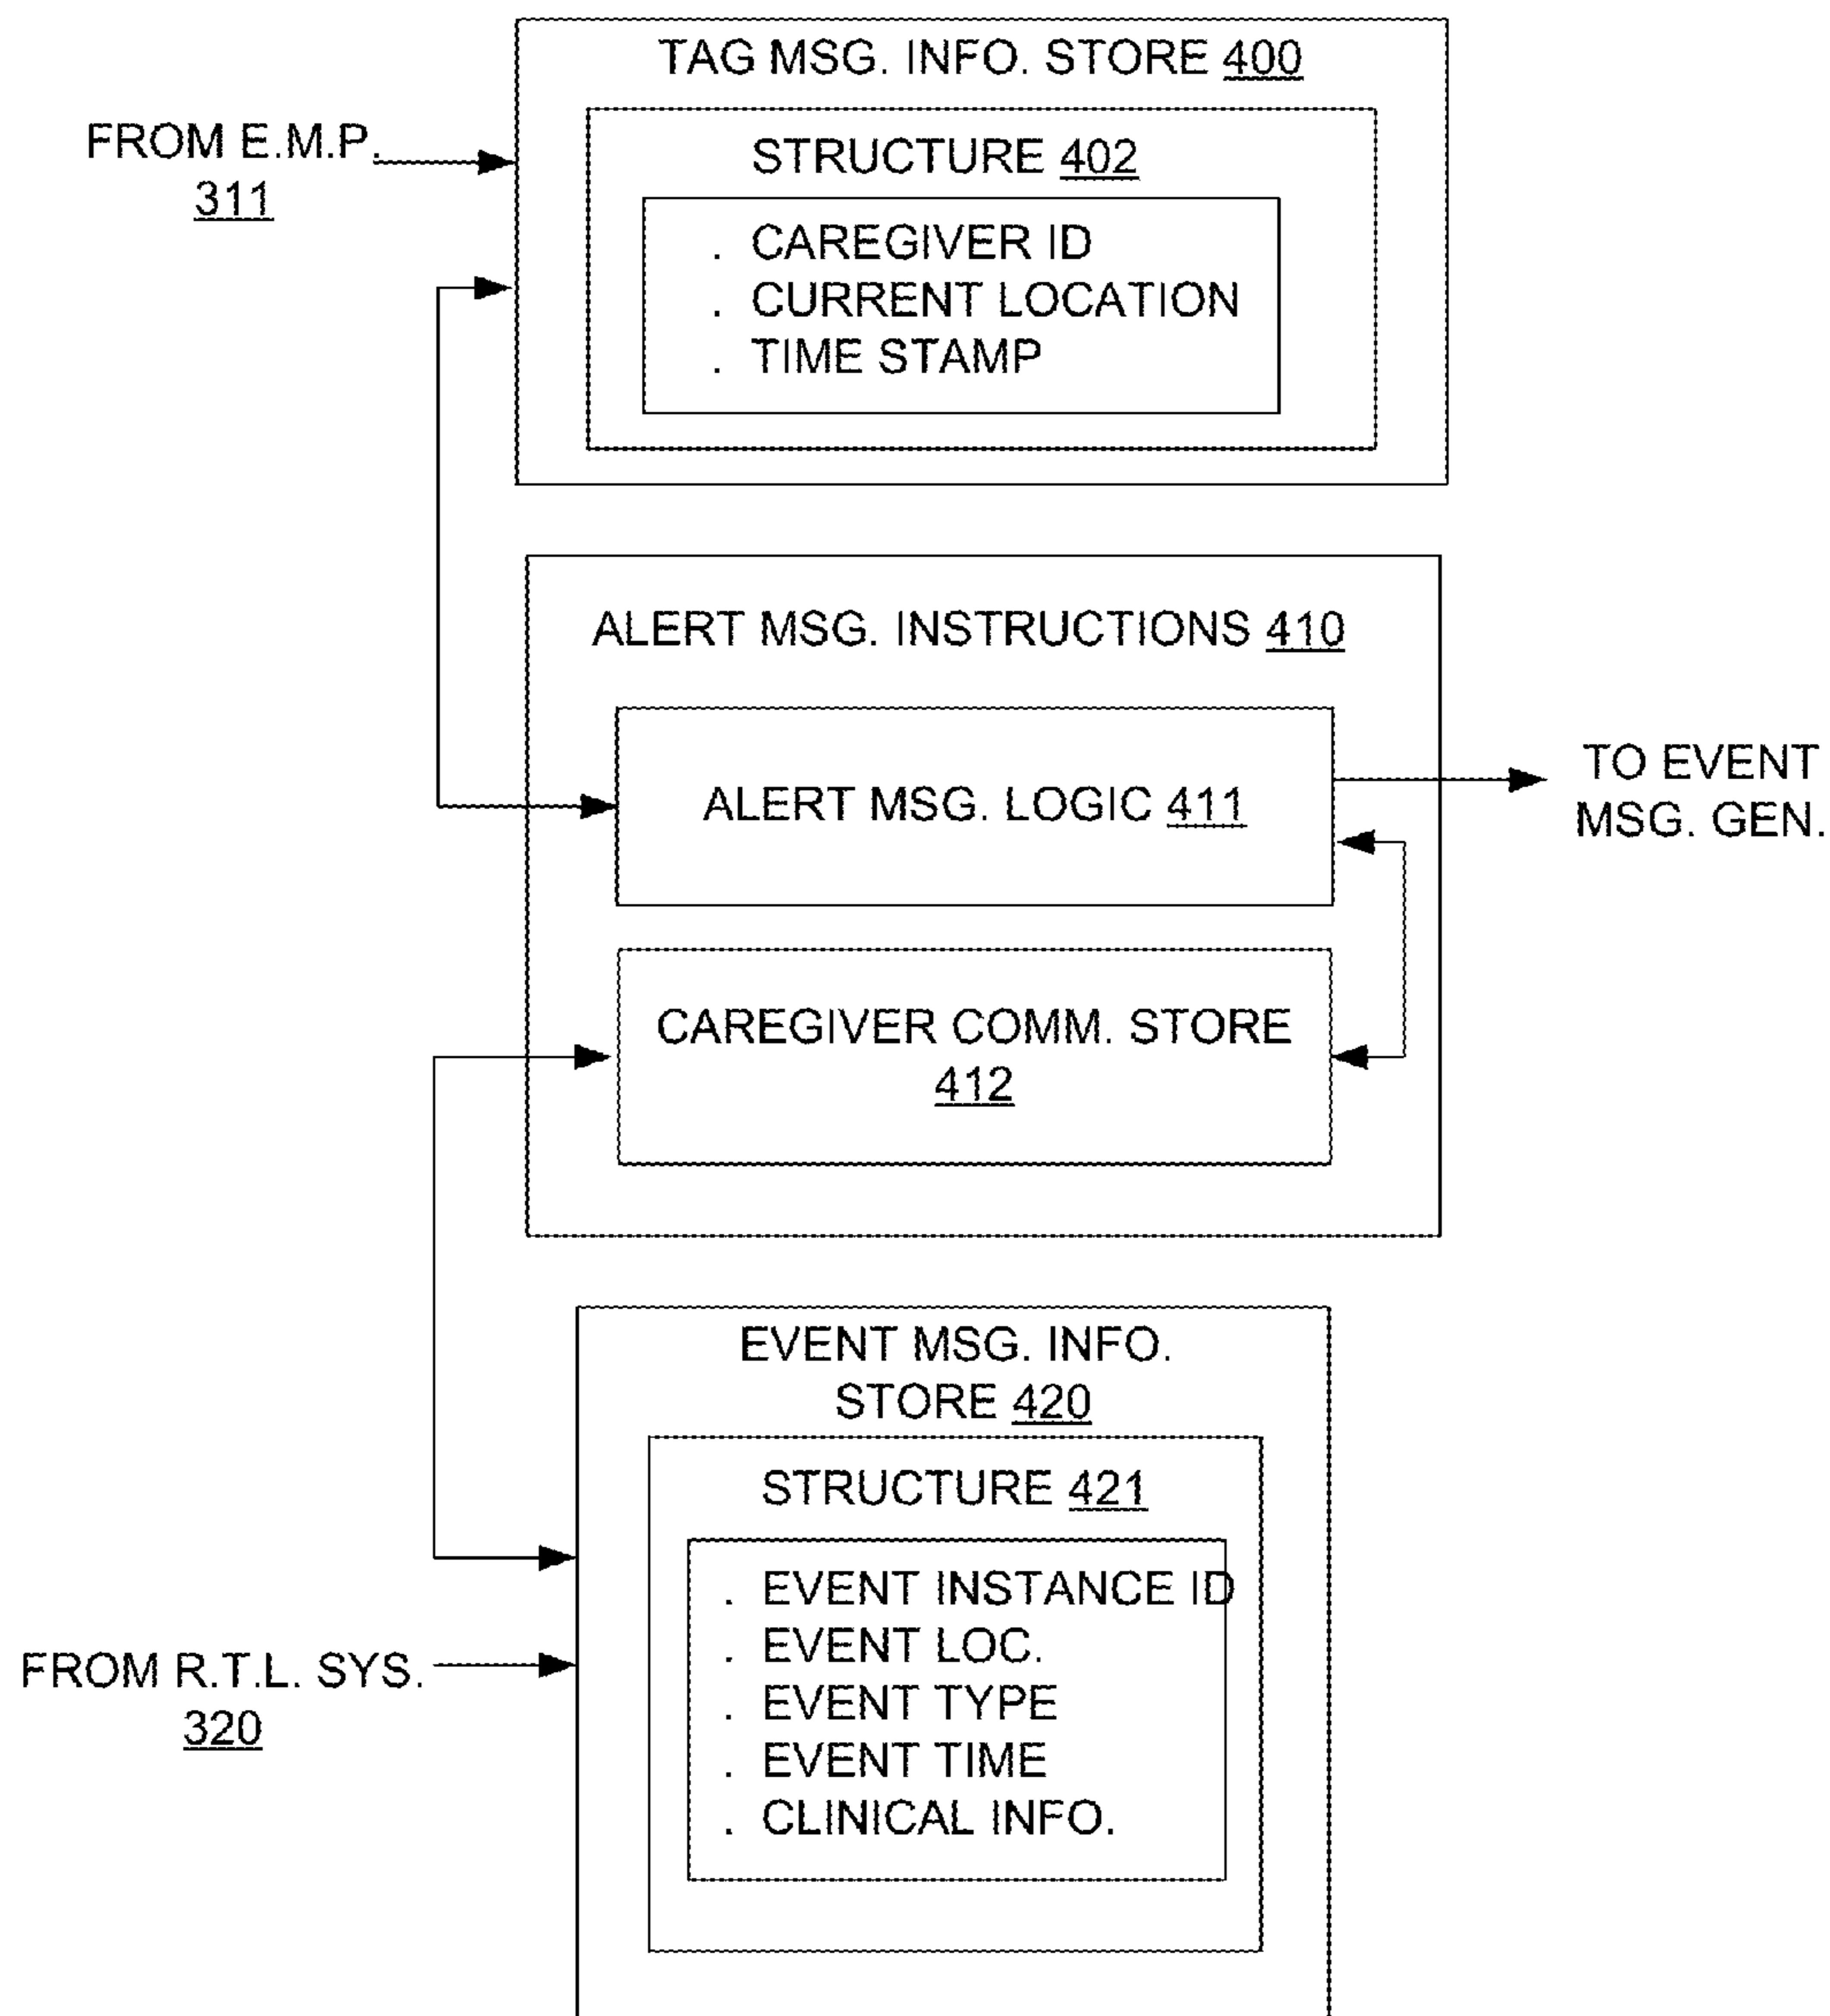 TAG MSG. INFO. STORE 400
FROM E.M.P.
311
STRUCTURE 402
. CAREGIVER ID
. CURRENT LOCATION
. TIME STAMP
ALERT MSG. INSTRUCTIONS 410
ALERT MSG. LOGIC 411
TO EVENT
MSG. GEN.
CAREGIVER COMM. STORE
412
EVENT MSG. INFO.
STORE 420
STRUCTURE 421
. EVENT INSTANCE ID
. EVENT LOC.
. EVENT TYPE
. EVENT TIME
. CLINICAL INFO.
FROM R.T.L. SYS.
320